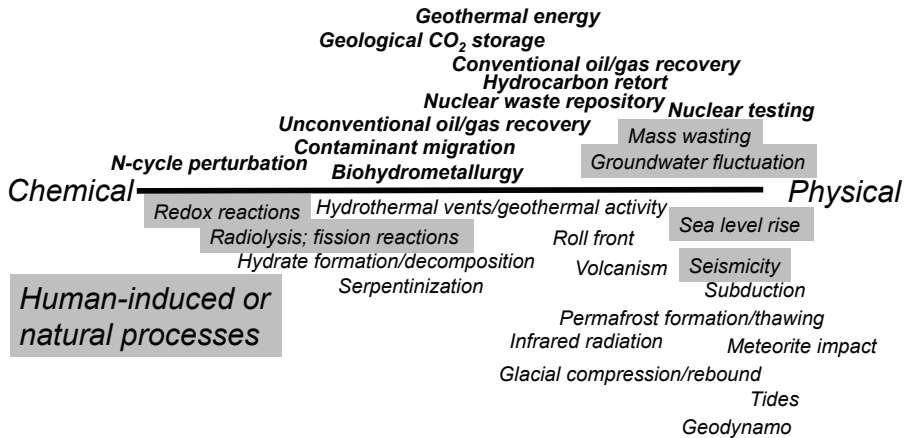 Geothermal energy
Geological CO₂ storage
Conventional oil/gas recovery
Hydrocarbon retort
Nuclear waste repository
Nuclear testing
Unconventional oil/gas recovery
Mass wasting
Contaminant migration
Groundwater fluctuation
N-cycle perturbation
Biohydrometallurgy
Chemical
Physical
Redox reactions
Hydrothermal vents/geothermal activity
Sea level rise
Radiolysis; fission reactions
Roll front
Hydrate formation/decomposition
Volcanism
Seismicity
Serpentinization
Subduction
Human-induced or
natural processes
Permafrost formation/thawing
Infrared radiation
Meteorite impact
Glacial compression/rebound
Tides
Geodynamo